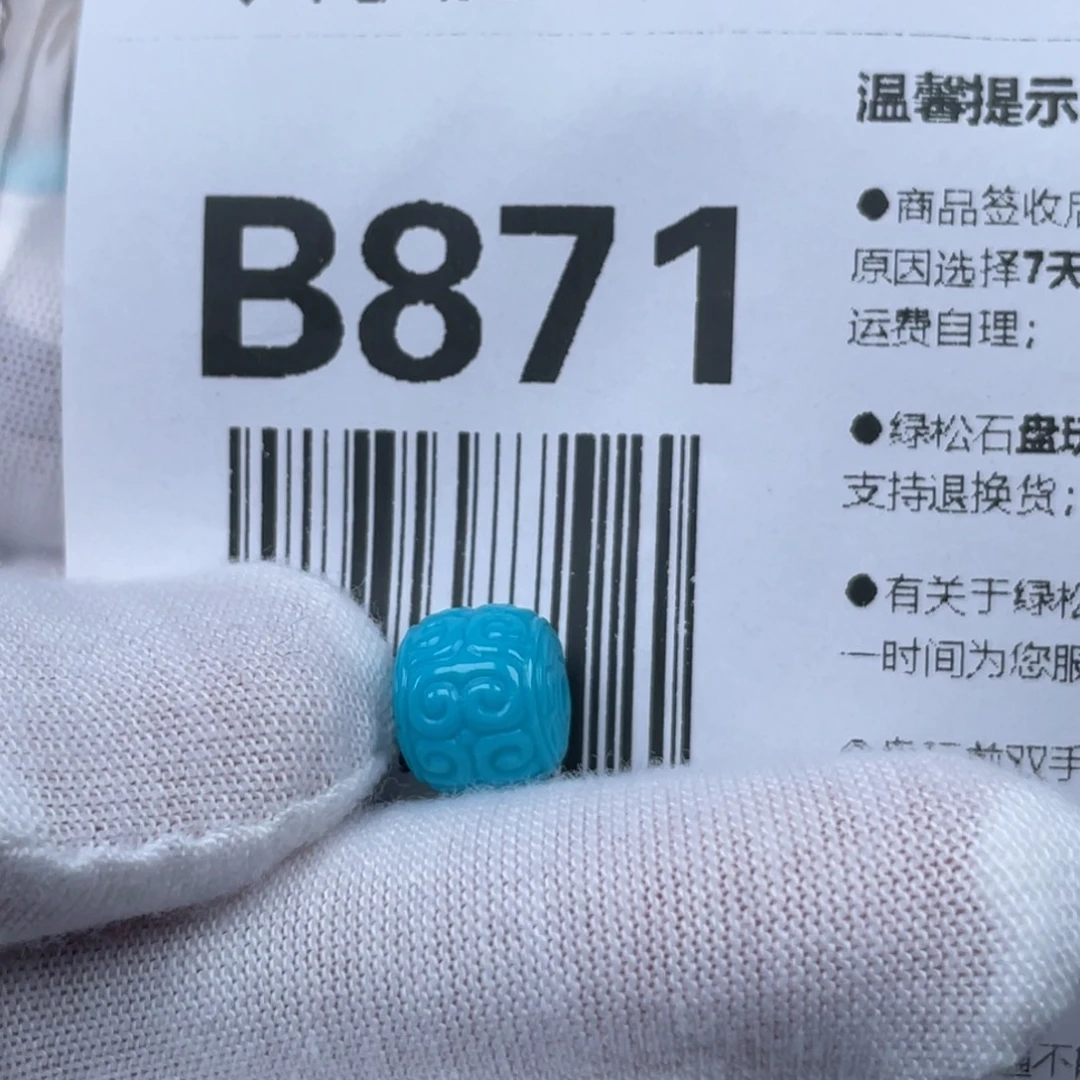 B871
温馨提示
●商品签收后
原因选择7天
运费自理;
●绿松石盘玩
支持退换货;
●有关于绿松
一时间为您服
双手